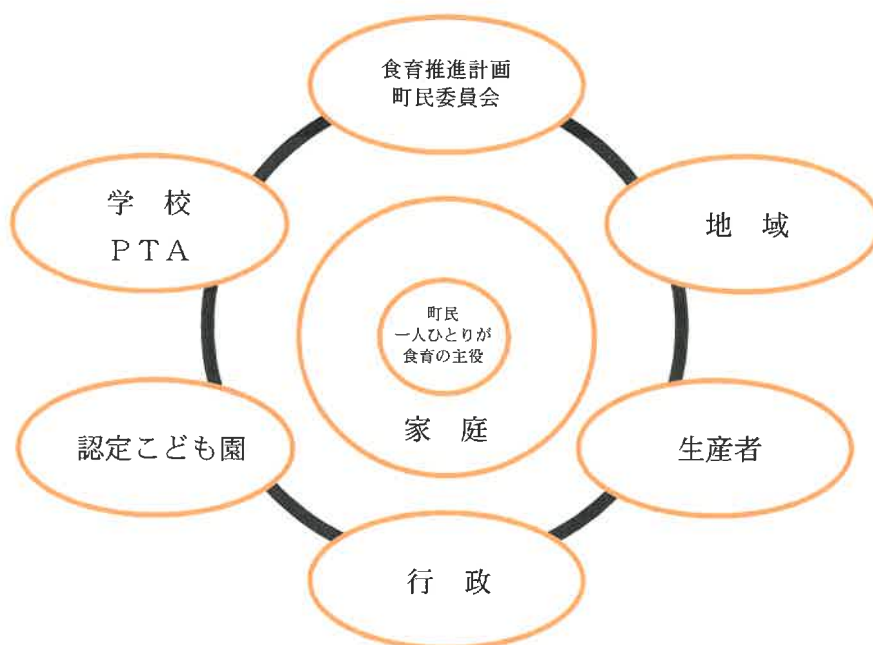 食育推進計画
町民委員会
学　校
ＰＴＡ
地　域
町民
一人ひとりが
食育の主役
家　庭
認定こども園
生産者
行　政